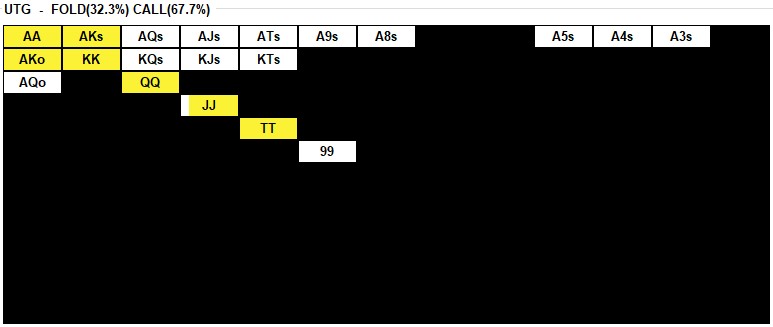 UTG - FOLD(32.3%) CALL(67.7%)
AA AKs AQs AJs ATs A9s A8s A5s A4s A3s
AKo KK KQs KJs KTs
AQo QQ
JJ
TT
99